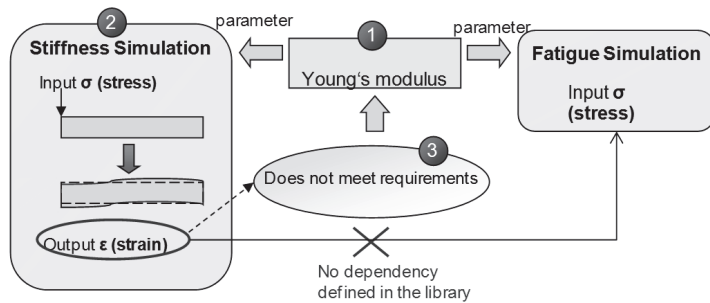 2
Stiffness Simulation
Input σ (stress)
Output ε (strain)
parameter
1
Young‘s modulus
parameter
3
Does not meet requirements
Fatigue Simulation
Input σ
(stress)
No dependency
defined in the library